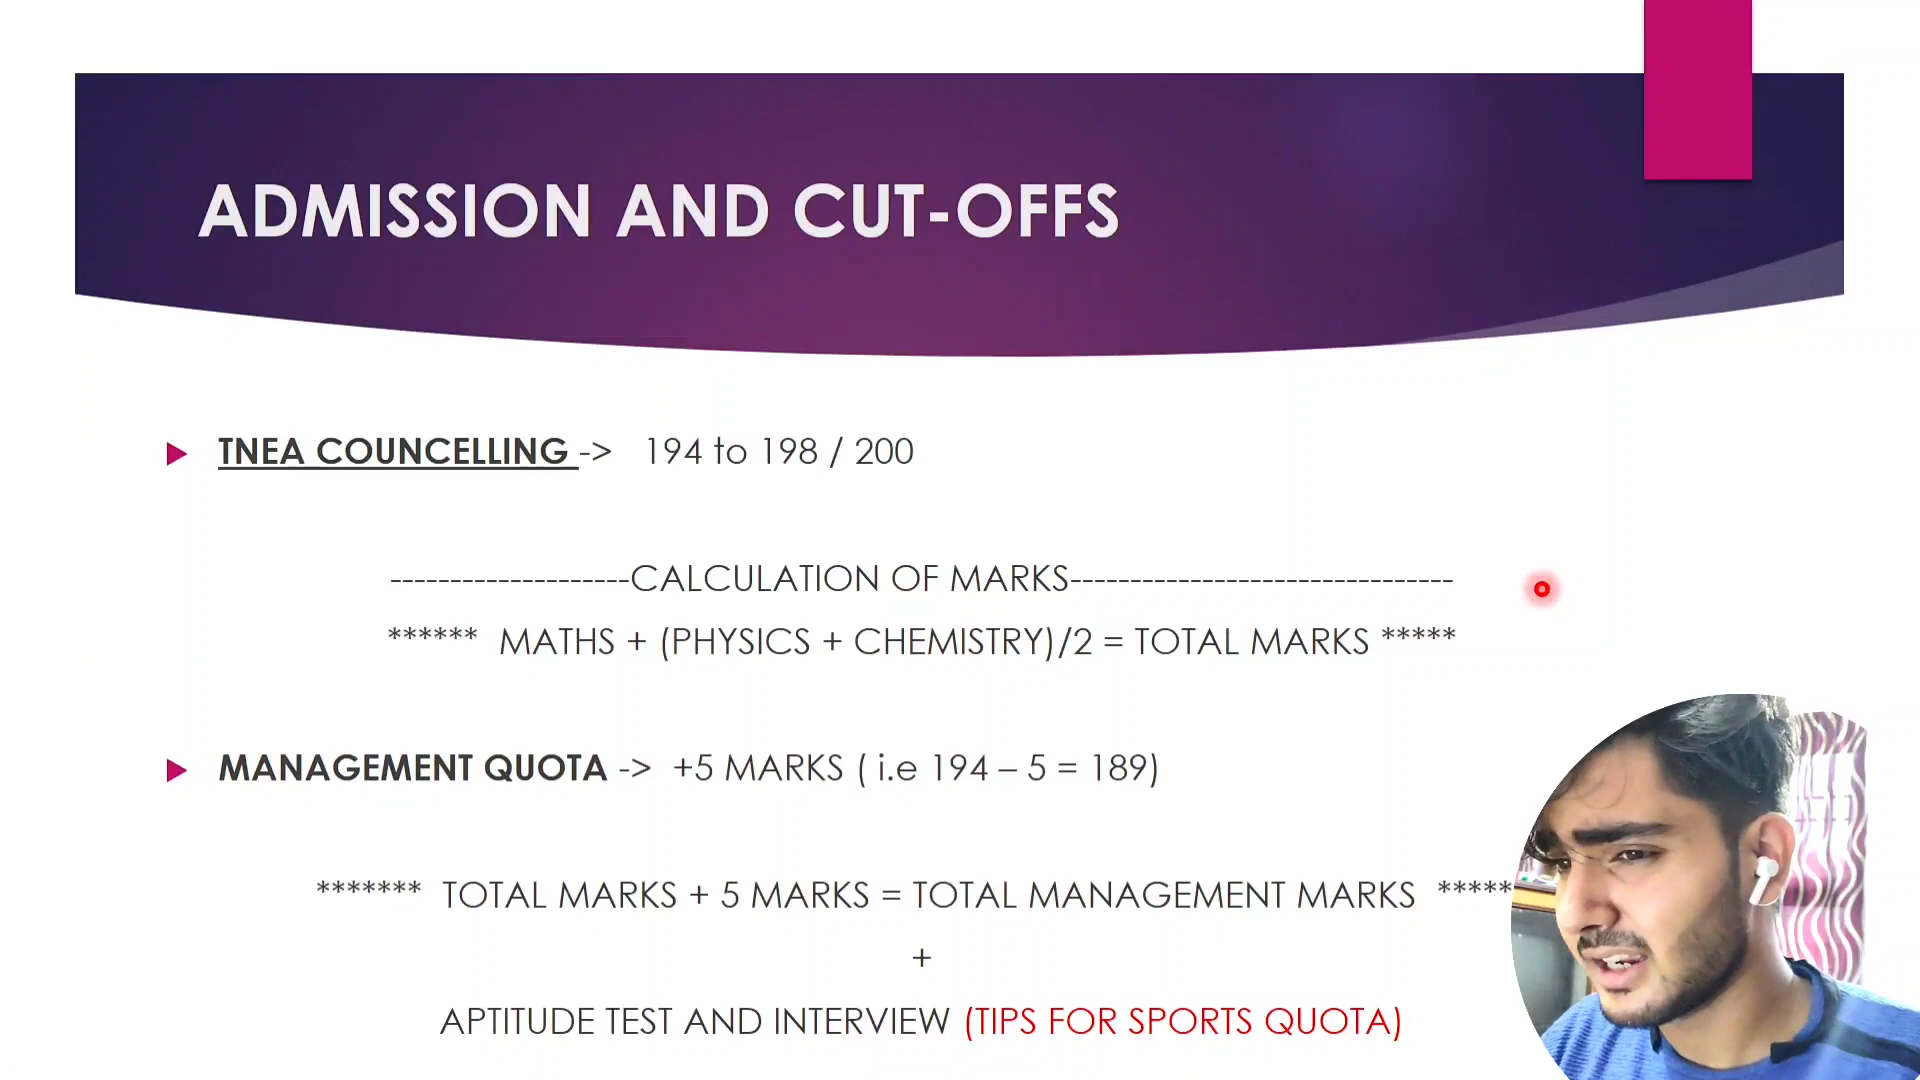 ADMISSION AND CUT-OFFS
TNEA COUNCELLING -> 194 to 198 / 200
--------------------CALCULATION OF MARKS--------------------------------
****** MATHS + (PHYSICS + CHEMISTRY)/2 = TOTAL MARKS *****
MANAGEMENT QUOTA -> +5 MARKS ( i.e 194 – 5 = 189)
******* TOTAL MARKS + 5 MARKS = TOTAL MANAGEMENT MARKS *****
+
APTITUDE TEST AND INTERVIEW (TIPS FOR SPORTS QUOTA)